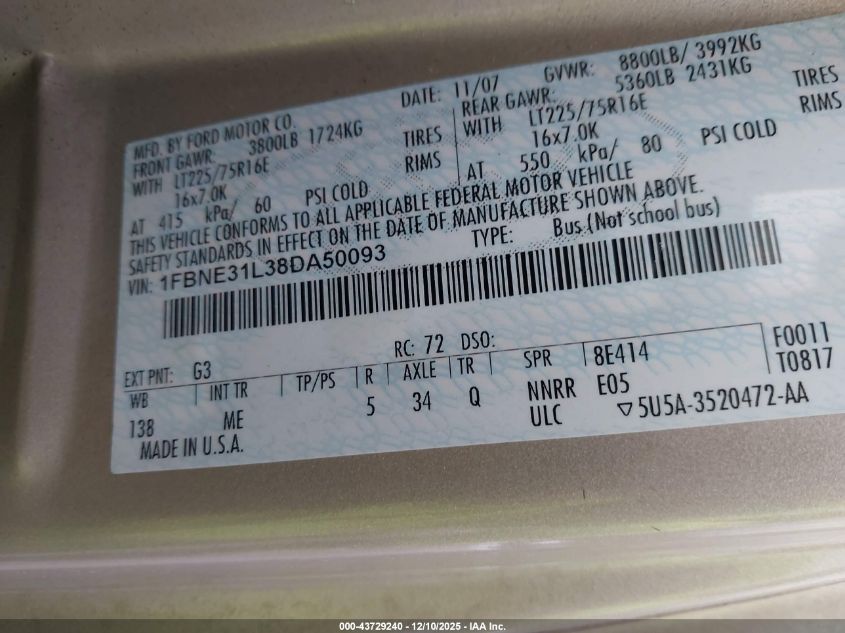 MFD. BY FORD MOTOR CO. DATE: 11/07 GVWR: 8800LB/ 3992KG
FRONT GAWR: 3800LB 1724KG REAR GAWR: 5360LB 2431KG
WITH LT225/75R16E TIRES WITH LT225/75R16E TIRES
16x7.0K RIMS 16x7.0K RIMS
AT 415 kPa/ 60 PSI COLD AT 550 kPa/ 80 PSI COLD
THIS VEHICLE CONFORMS TO ALL APPLICABLE FEDERAL MOTOR VEHICLE
SAFETY STANDARDS IN EFFECT ON THE DATE OF MANUFACTURE SHOWN ABOVE.
VIN: 1FBNE31L38DA50093 TYPE: Bus (Not school bus)
EXT PNT: G3 RC: 72 DSO: F0011
WB INT TR TP/PS R AXLE TR SPR 8E414 T0817
138 ME 5 34 Q NNRR E05
ULC ▽5U5A-3520472-AA
MADE IN U.S.A.
000-43729240 - 12/10/2025 - IAA Inc.